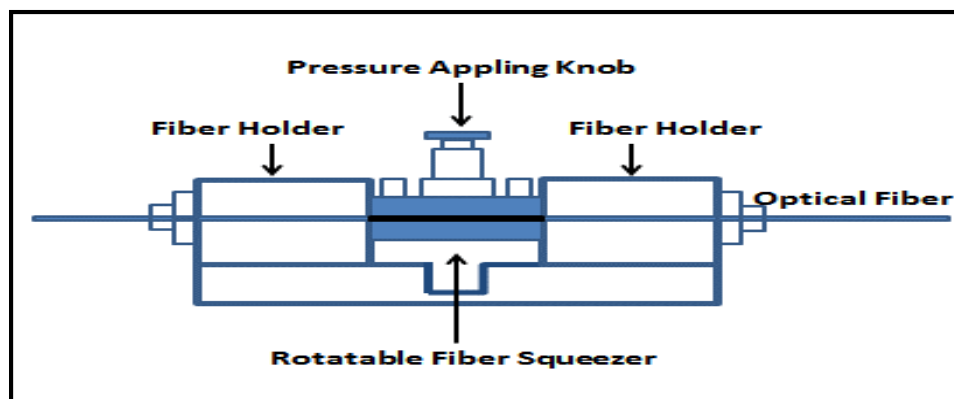 Pressure Appling Knob
Fiber Holder
Fiber Holder
Optical Fiber
Rotatable Fiber Squeezer